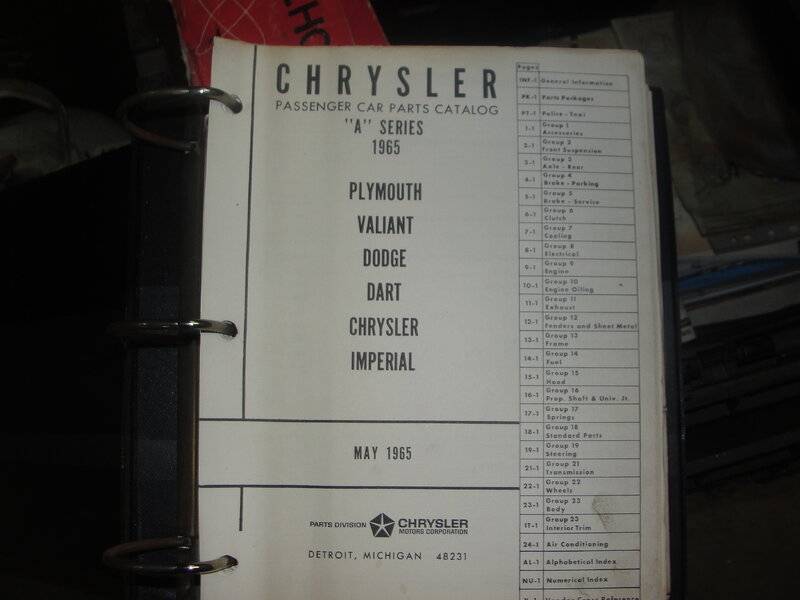 CHO
CHRYSLER
PASSENGER CAR PARTS CATALOG
"A" SERIES
1965
PLYMOUTH
VALIANT
DODGE
DART
CHRYSLER
IMPERIAL
MAY 1965
PARTS DIVISION CHRYSLER
MOTORS CORPORATION
DETROIT, MICHIGAN 48231
Pages
INF-1 General Information
PK-1 Parts Packages
PT-1 Police - Taxi
1-1 Group 1
Accessories
2-1 Group 2
Front Suspension
3-1 Group 3
Axle - Rear
4-1 Group 4
Brake - Parking
5-1 Group 5
Brake - Service
6-1 Group 6
Clutch
7-1 Group 7
Cooling
8-1 Group 8
Electrical
9-1 Group 9
Engine
10-1 Group 10
Engine Oiling
11-1 Group 11
Exhaust
12-1 Group 12
Fenders and Sheet Metal
13-1 Group 13
Frame
14-1 Group 14
Fuel
15-1 Group 15
Hood
16-1 Group 16
Prop. Shaft & Univ. Jt.
17-1 Group 17
Springs
18-1 Group 18
Standard Parts
19-1 Group 19
Steering
21-1 Group 21
Transmission
22-1 Group 22
Wheels
23-1 Group 23
Body
IT-1 Group 23
Interior Trim
24-1 Air Conditioning
AL-1 Alphabetical Index
NU-1 Numerical Index
Vendor Cross Reference